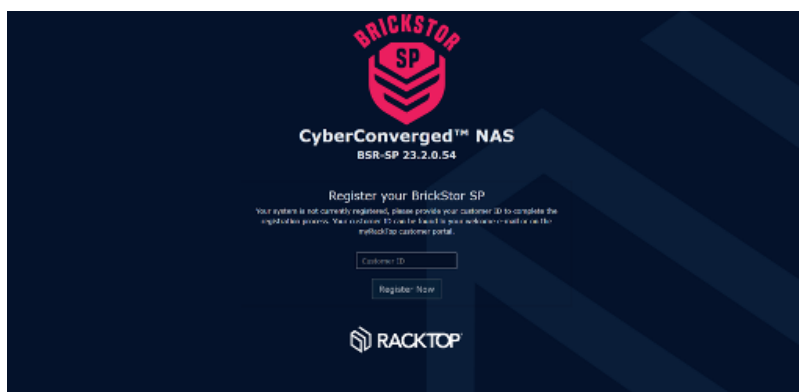 BRICKSTOR
SP
CyberConverged™ NAS
BSR-SP 23.2.0.54
Register your BrickStor SP
Your system is not currently registered, please provide your customer ID to complete the
registration process. Your customer ID can be found in your welcome e-mail or on the
myRackTop customer portal.
Customer ID
Register Now
RACKTOP